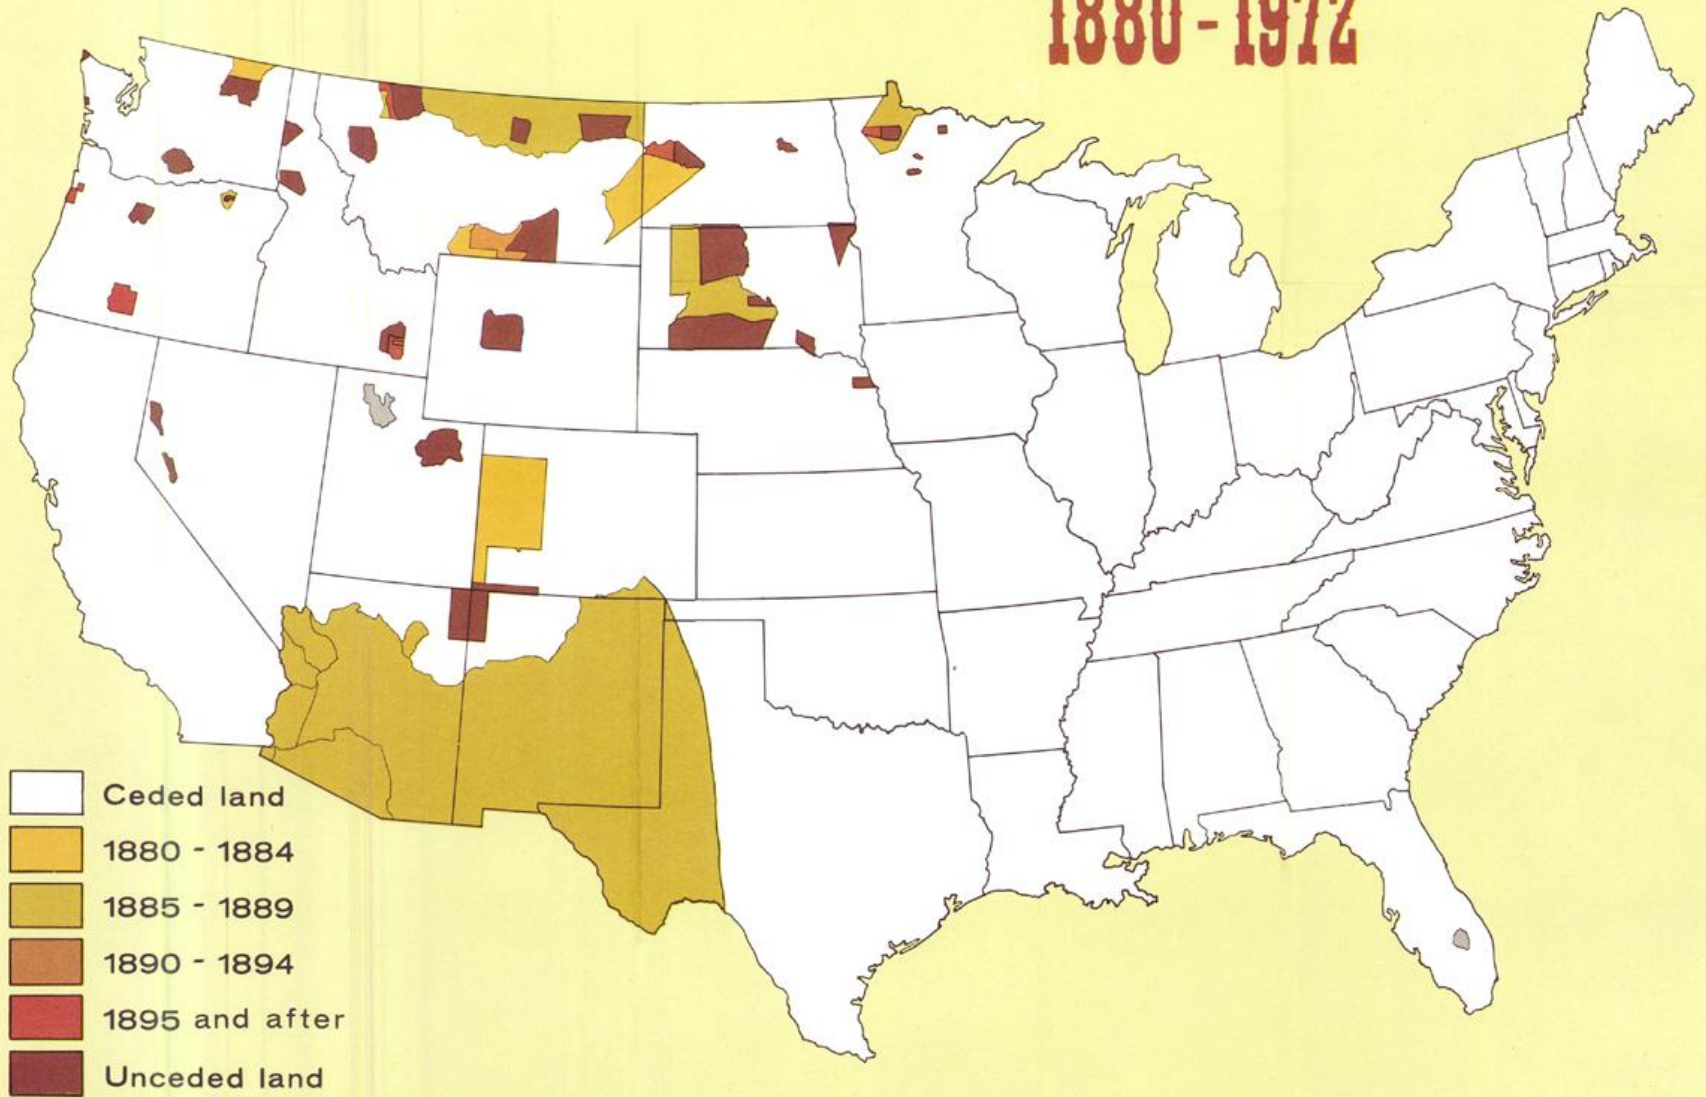 1880 - 1972
Ceded land
1880 - 1884
1885 - 1889
1890 - 1894
1895 and after
Unceded land